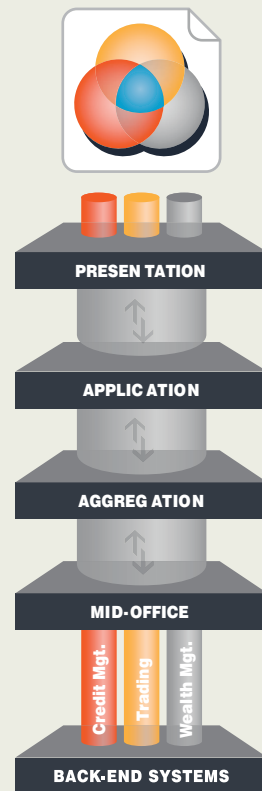 PRESEN TATION
APPLIC ATION
AGGREG ATION
MID-OFFICE
Credit Mgt.
Trading
Wealth Mgt.
BACK-END SYSTEMS